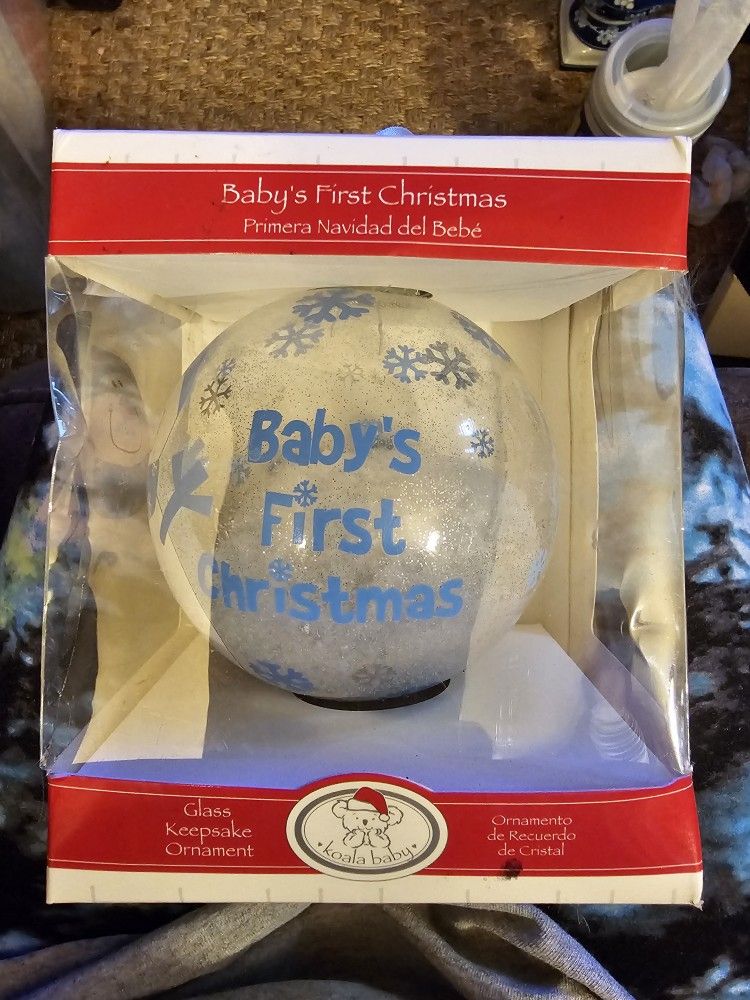 Baby's First Christmas
Primera Navidad del Bebé
Baby's
First
Christmas
Glass
Keepsake
Ornament
koala baby
Ornamento
de Recuerdo
de Cristal